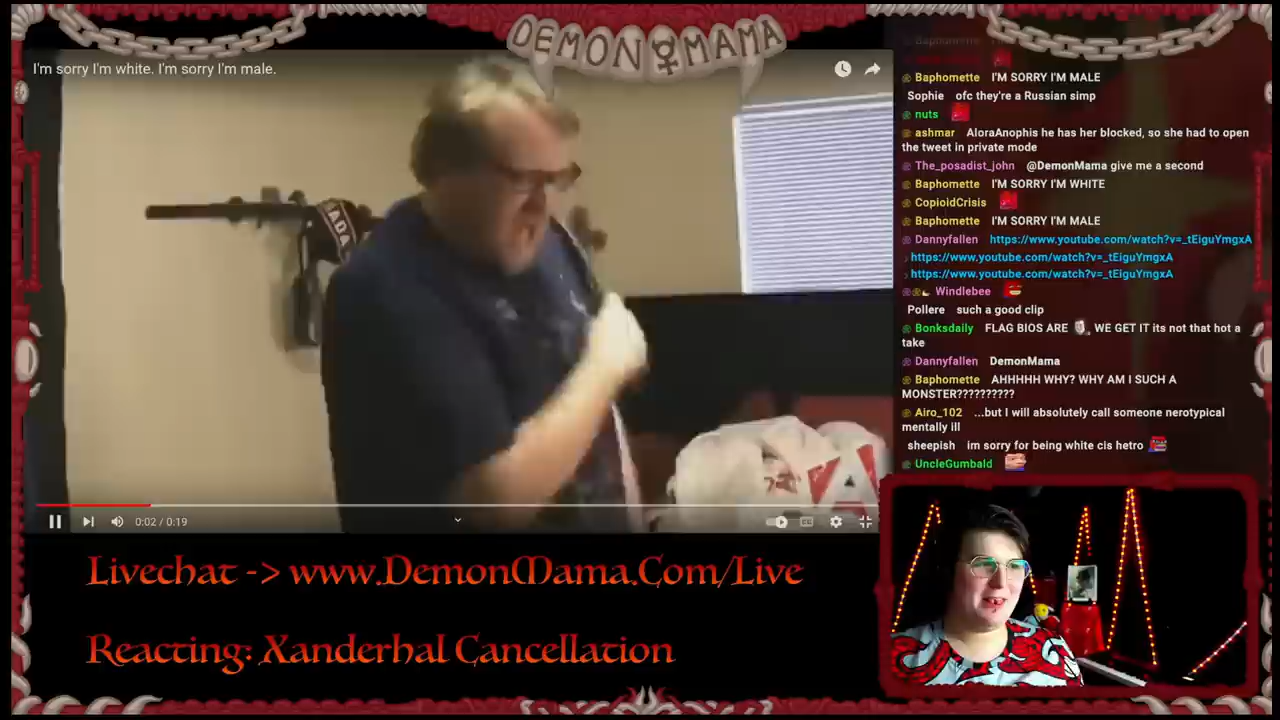 DEMON MAMA
I'm sorry I'm white. I'm sorry I'm male.
ADA
A
0:02 / 0:19
Livechat -> www.DemonMama.Com/Live
Reacting: Xanderhal Cancellation
Baphomette I'M SORRY I'M MALE
Sophie ofc they're a Russian simp
nuts
ashmar AloraAnophis he has her blocked, so she had to open
the tweet in private mode
The_posadist_john @DemonMama give me a second
Baphomette I'M SORRY I'M WHITE
CopioidCrisis
Baphomette I'M SORRY I'M MALE
Dannyfallen https://www.youtube.com/watch?v=_tEiguYmgxA
https://www.youtube.com/watch?v=_tEiguYmgxA
https://www.youtube.com/watch?v=_tEiguYmgxA
Windlebee
Pollere such a good clip
Bonksdaily FLAG BIOS ARE , WE GET IT its not that hot a
take
Dannyfallen DemonMama
Baphomette AHHHHH WHY? WHY AM I SUCH A
MONSTER??????????
Airo_102 ...but I will absolutely call someone nerotypical
mentally ill
sheepish im sorry for being white cis hetro
UncleGumbald